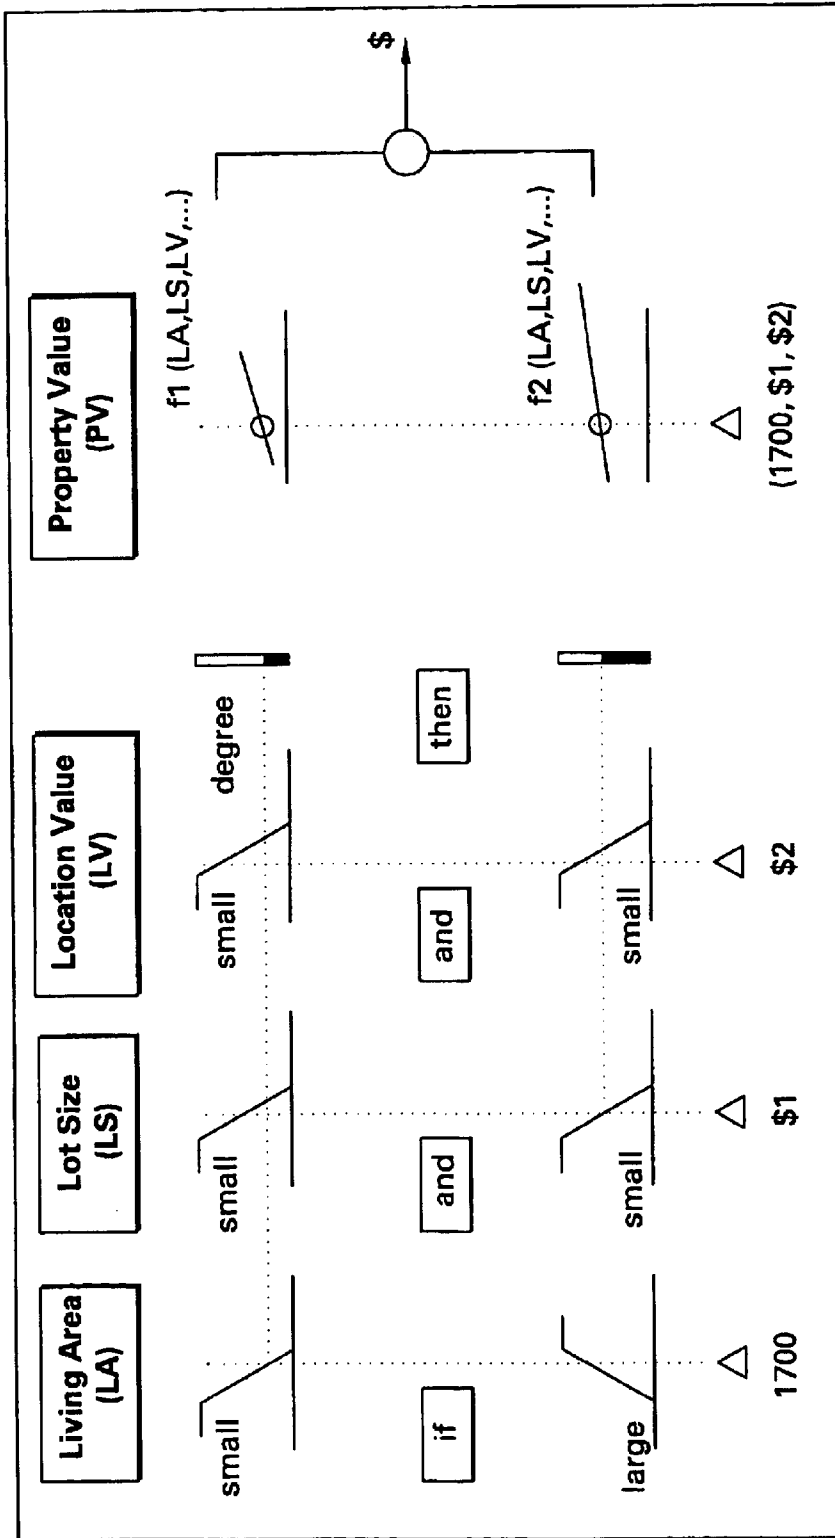 Living Area
(LA)
Lot Size
(LS)
Location Value
(LV)
Property Value
(PV)
small
small
small
degree
f1 (LA,LS,LV,...)
if
and
and
then
$
large
small
small
f2 (LA,LS,LV,...)
1700
$1
$2
(1700, $1, $2)